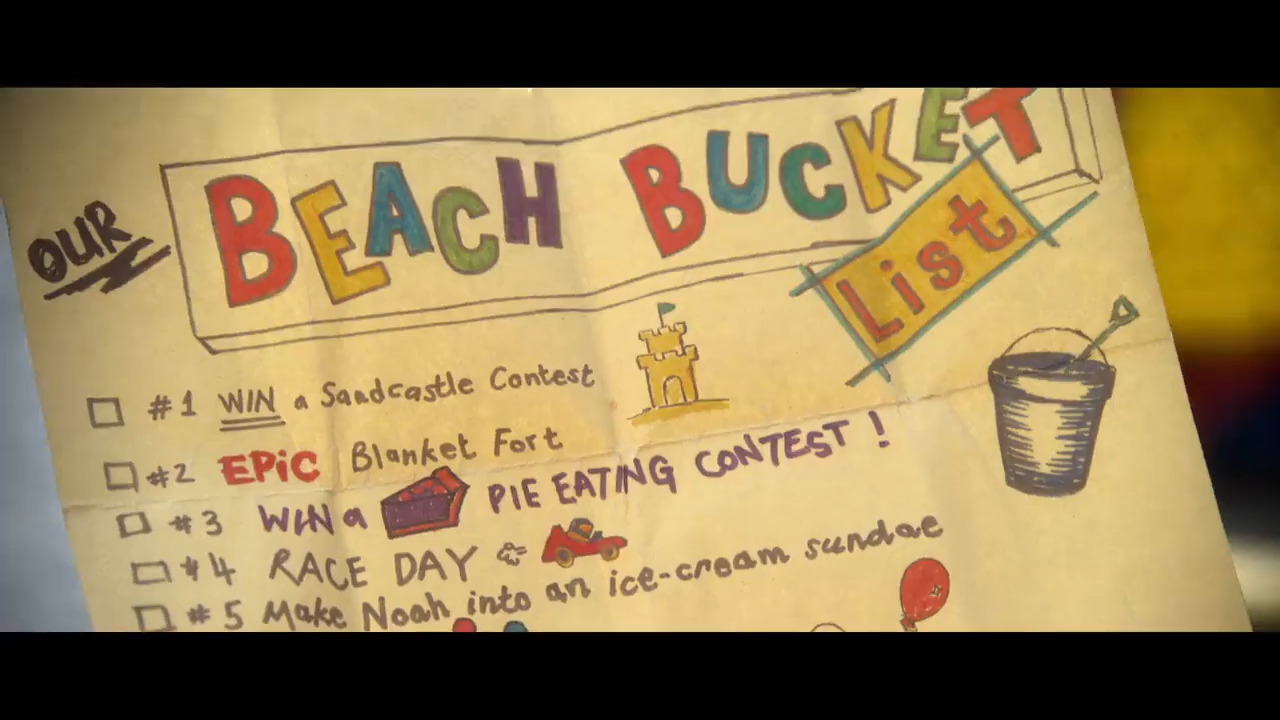 OUR BEACH BUCKET
List
#1 WIN a Sandcastle Contest
#2 EPiC Blanket Fort
#3 WIN a PIE EATING CONTEST!
#4 RACE DAY
#5 Make Noah into an ice-cream sundae